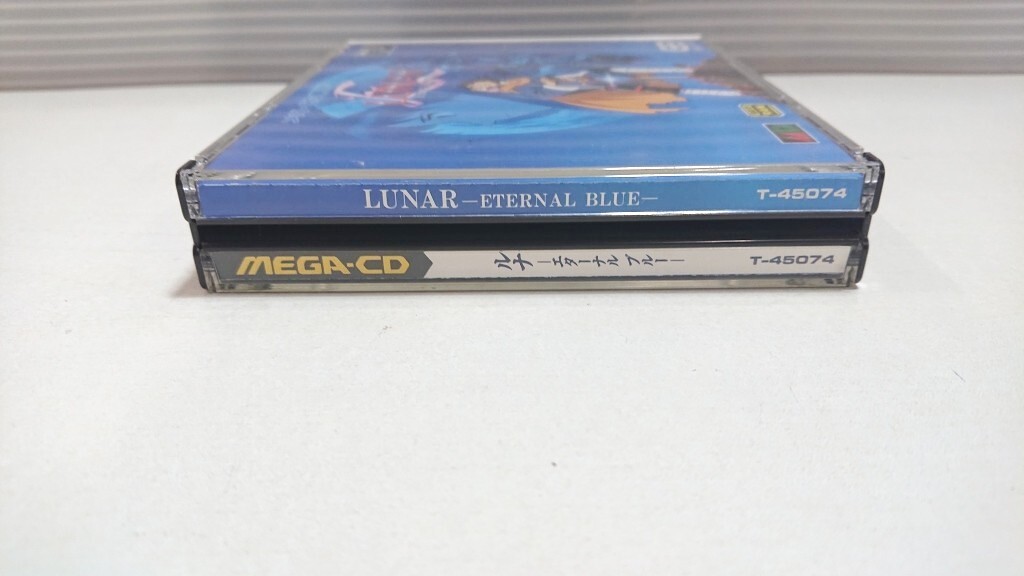 LUNAR—ETERNAL BLUE— T-45074
MEGA-CD ルナ—エターナル ブルー— T-45074